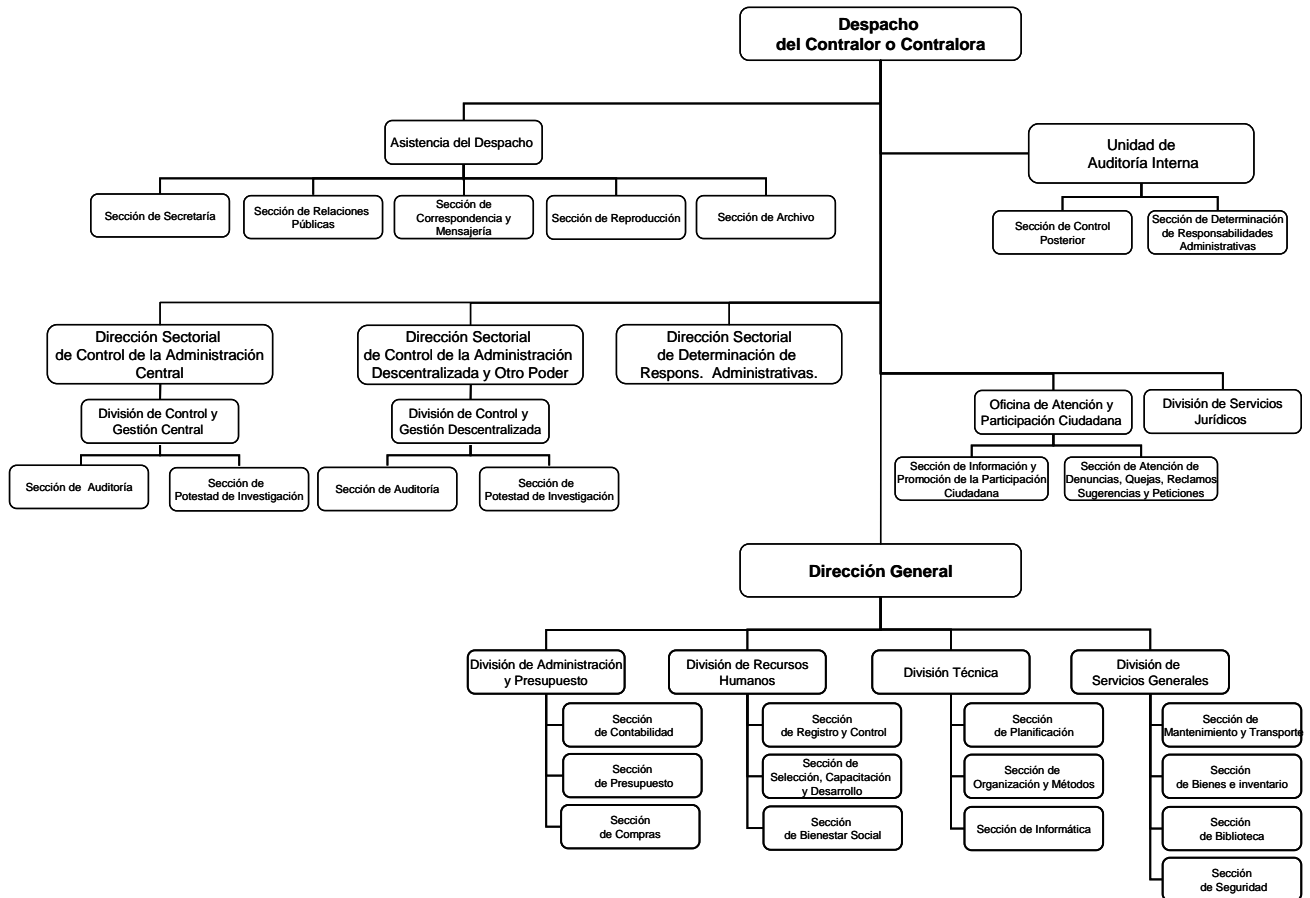 Despacho
del Contralor o Contralora
Asistencia del Despacho
Unidad de
Auditoría Interna
Sección de Secretaría
Sección de Relaciones
Públicas
Sección de
Correspondencia y
Mensajería
Sección de Reproducción
Sección de Archivo
Sección de Control
Posterior
Sección de Determinación
de Responsabilidades
Administrativas
Dirección Sectorial
de Control de la Administración
Central
Dirección Sectorial
de Control de la Administración
Descentralizada y Otro Poder
Dirección Sectorial
de Determinación de
Respons. Administrativas.
División de Control y
Gestión Central
División de Control y
Gestión Descentralizada
Oficina de Atención y
Participación Ciudadana
División de Servicios
Jurídicos
Sección de Auditoría
Sección de
Potestad de Investigación
Sección de Auditoría
Sección de
Potestad de Investigación
Sección de Información y
Promoción de la Participación
Ciudadana
Sección de Atención de
Denuncias, Quejas, Reclamos
Sugerencias y Peticiones
Dirección General
División de Administración
y Presupuesto
División de Recursos
Humanos
División Técnica
División de
Servicios Generales
Sección
de Contabilidad
Sección
de Registro y Control
Sección
de Planificación
Sección de
Mantenimiento y Transporte
Sección
de Presupuesto
Sección de
Selección, Capacitación
y Desarrollo
Sección de
Organización y Métodos
Sección
de Bienes e inventario
Sección
de Compras
Sección
de Bienestar Social
Sección de Informática
Sección
de Biblioteca
Sección
de Seguridad